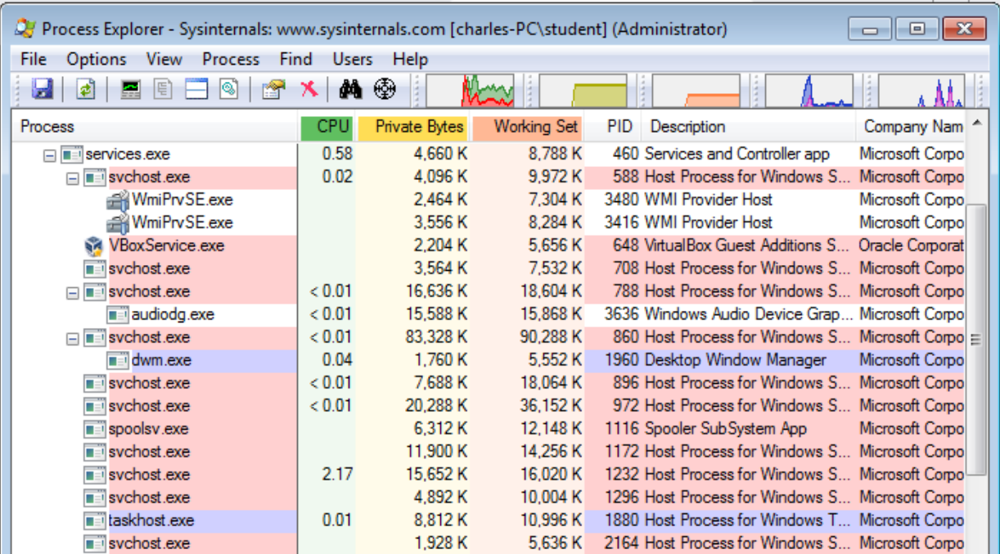 Process Explorer - Sysinternals: www.sysinternals.com [charles-PC\student] (Administrator)
File Options View Process Find Users Help
Process CPU Private Bytes Working Set PID Description Company Nam
services.exe 0.58 4,660 K 8,788 K 460 Services and Controller app Microsoft Corpo
svchost.exe 0.02 4,096 K 9,972 K 588 Host Process for Windows S... Microsoft Corpo
WmiPrvSE.exe 2,464 K 7,304 K 3480 WMI Provider Host Microsoft Corpo
WmiPrvSE.exe 3,556 K 8,284 K 3416 WMI Provider Host Microsoft Corpo
VBoxService.exe 2,204 K 5,656 K 648 VirtualBox Guest Additions S... Oracle Corporat
svchost.exe 3,564 K 7,532 K 708 Host Process for Windows S... Microsoft Corpo
svchost.exe < 0.01 16,636 K 18,604 K 788 Host Process for Windows S... Microsoft Corpo
audiodg.exe < 0.01 15,588 K 15,868 K 3636 Windows Audio Device Grap... Microsoft Corpo
svchost.exe < 0.01 83,328 K 90,288 K 860 Host Process for Windows S... Microsoft Corpo
dwm.exe 0.04 1,760 K 5,552 K 1960 Desktop Window Manager Microsoft Corpo
svchost.exe < 0.01 7,688 K 18,064 K 896 Host Process for Windows S... Microsoft Corpo
svchost.exe < 0.01 20,288 K 36,152 K 972 Host Process for Windows S... Microsoft Corpo
spoolsv.exe 6,312 K 12,148 K 1116 Spooler SubSystem App Microsoft Corpo
svchost.exe 11,900 K 14,256 K 1172 Host Process for Windows S... Microsoft Corpo
svchost.exe 2.17 15,652 K 16,020 K 1232 Host Process for Windows S... Microsoft Corpo
svchost.exe 4,892 K 10,004 K 1296 Host Process for Windows S... Microsoft Corpo
taskhost.exe 0.01 8,812 K 10,996 K 1880 Host Process for Windows T... Microsoft Corpo
svchost.exe 1,928 K 5,636 K 2164 Host Process for Windows S... Microsoft Corpo